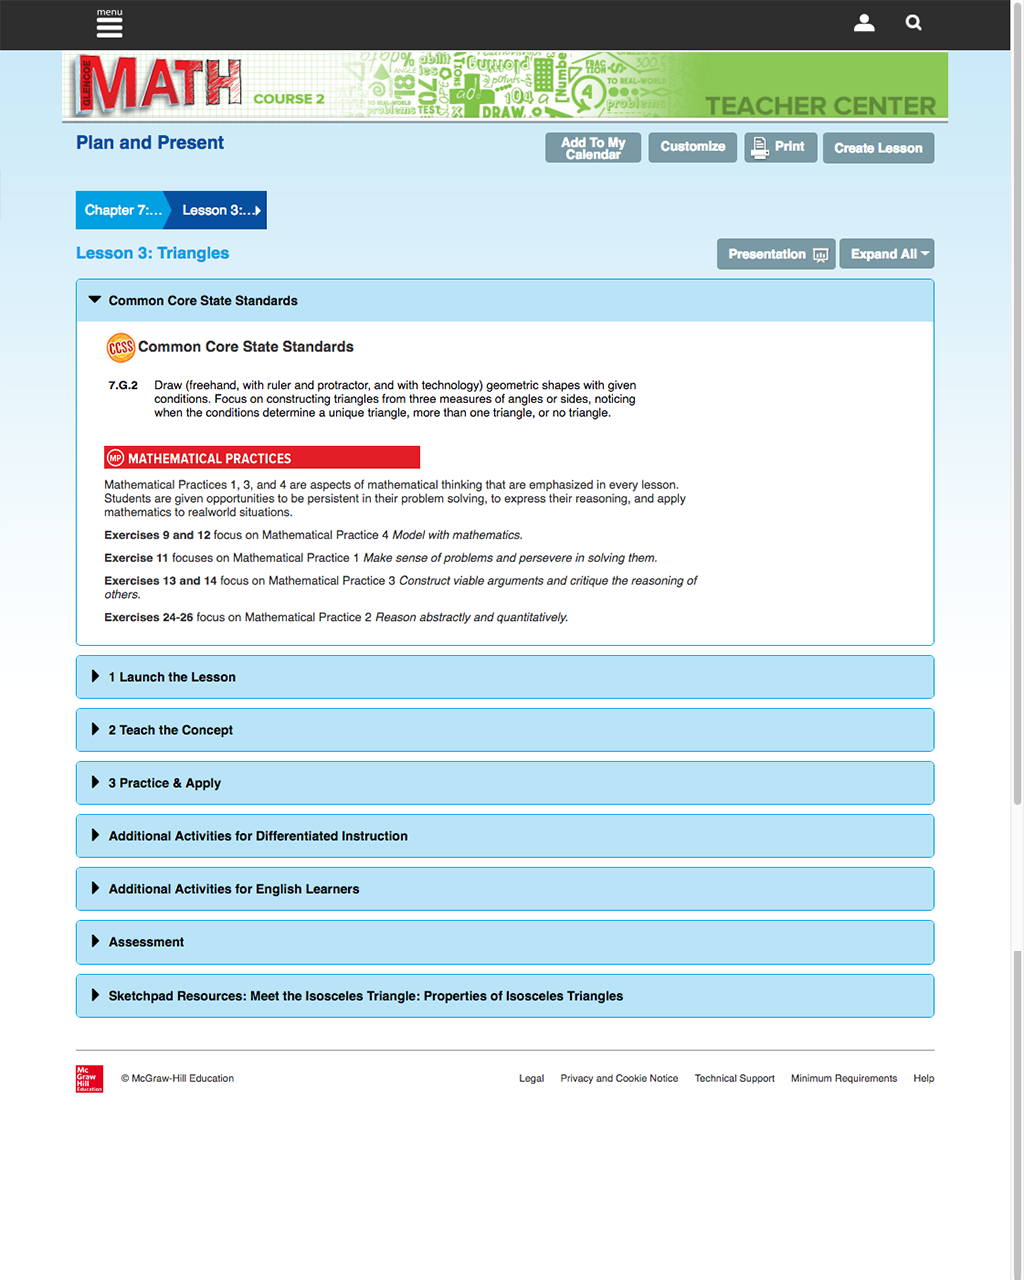 menu
GLENCOE
MATH
COURSE 2
TEACHER CENTER
Plan and Present
Add To My
Calendar
Customize
Print
Create Lesson
Chapter 7:...
Lesson 3:...
Lesson 3: Triangles
Presentation
Expand All
Common Core State Standards
CCSS
Common Core State Standards
7.G.2 Draw (freehand, with ruler and protractor, and with technology) geometric shapes with given
conditions. Focus on constructing triangles from three measures of angles or sides, noticing
when the conditions determine a unique triangle, more than one triangle, or no triangle.
MP MATHEMATICAL PRACTICES
Mathematical Practices 1, 3, and 4 are aspects of mathematical thinking that are emphasized in every lesson.
Students are given opportunities to be persistent in their problem solving, to express their reasoning, and apply
mathematics to realworld situations.
Exercises 9 and 12 focus on Mathematical Practice 4 Model with mathematics.
Exercise 11 focuses on Mathematical Practice 1 Make sense of problems and persevere in solving them.
Exercises 13 and 14 focus on Mathematical Practice 3 Construct viable arguments and critique the reasoning of
others.
Exercises 24-26 focus on Mathematical Practice 2 Reason abstractly and quantitatively.
1 Launch the Lesson
2 Teach the Concept
3 Practice & Apply
Additional Activities for Differentiated Instruction
Additional Activities for English Learners
Assessment
Sketchpad Resources: Meet the Isosceles Triangle: Properties of Isosceles Triangles
Mc
Graw
Hill
Education
© McGraw-Hill Education
Legal
Privacy and Cookie Notice
Technical Support
Minimum Requirements
Help